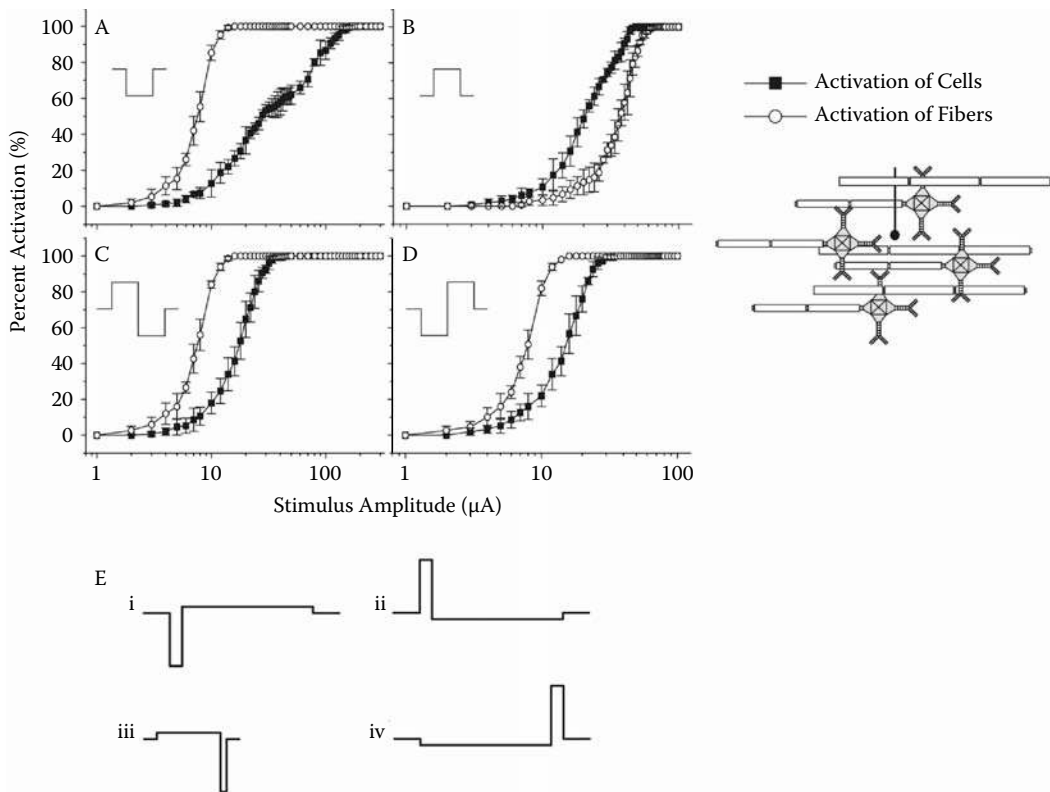 A
B
100
80
60
40
20
0
Activation of Cells
Activation of Fibers
Percent Activation (%)
C
D
100
80
60
40
20
0
1
10
100
1
10
100
Stimulus Amplitude (µA)
E
i
ii
iii
iv